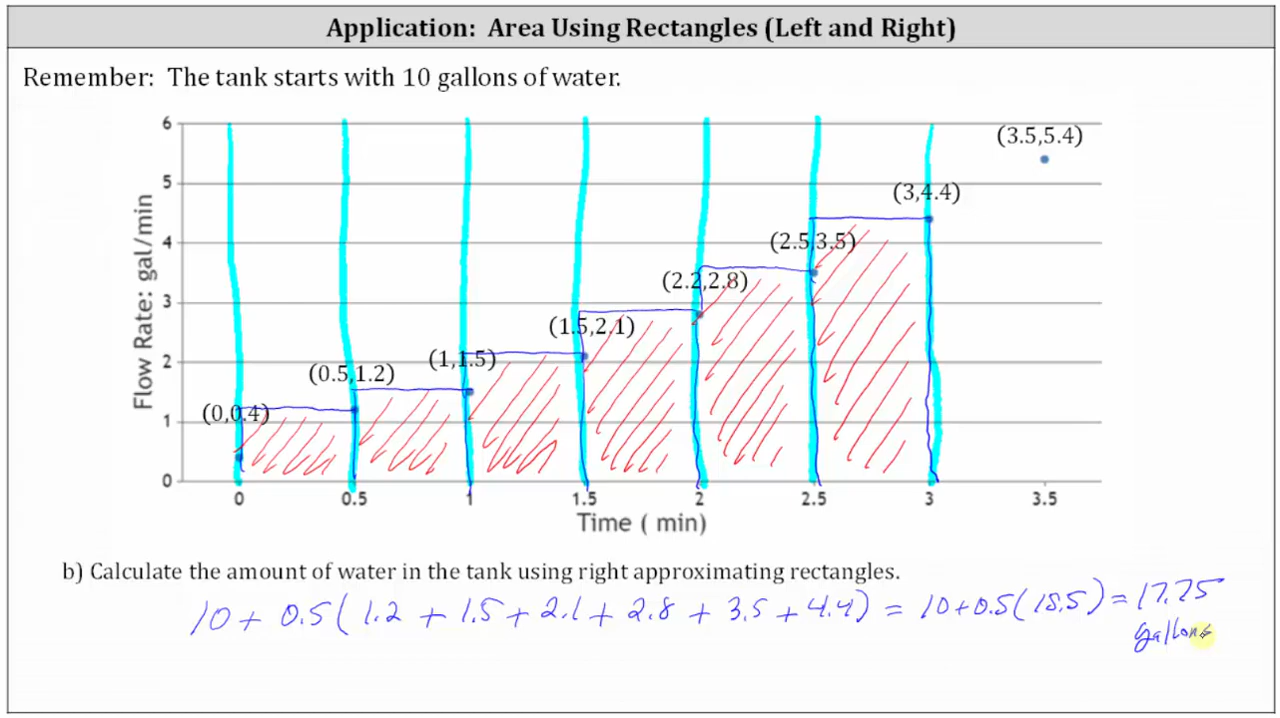 Application: Area Using Rectangles (Left and Right)
Remember: The tank starts with 10 gallons of water.
6
(3.5,5.4)
5
(3,4.4)
4
(2.5,3.5)
3
(2.2,2.8)
(1.5,2.1)
2
(1,1.5)
(0.5,1.2)
(0,0.4)
1
0
Flow Rate: gal/min
0 0.5 1 1.5 2 2.5 3 3.5
Time ( min)
b) Calculate the amount of water in the tank using right approximating rectangles.
10 + 0.5 ( 1.2 + 1.5 + 2.1 + 2.8 + 3.5 + 4.4 ) = 10 + 0.5 ( 15.5 ) = 17.75
gallons